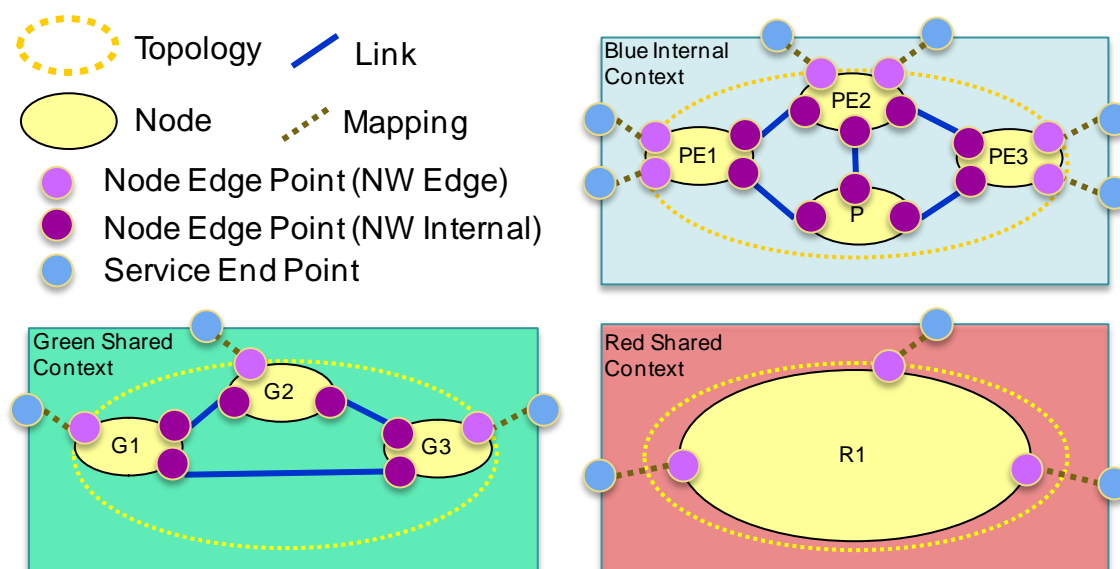 Topology
Link
Node
Mapping
Node Edge Point (NW Edge)
Node Edge Point (NW Internal)
Service End Point
Blue Internal
Context
PE2
PE1
PE3
P
Green Shared
Context
G2
G1
G3
Red Shared
Context
R1